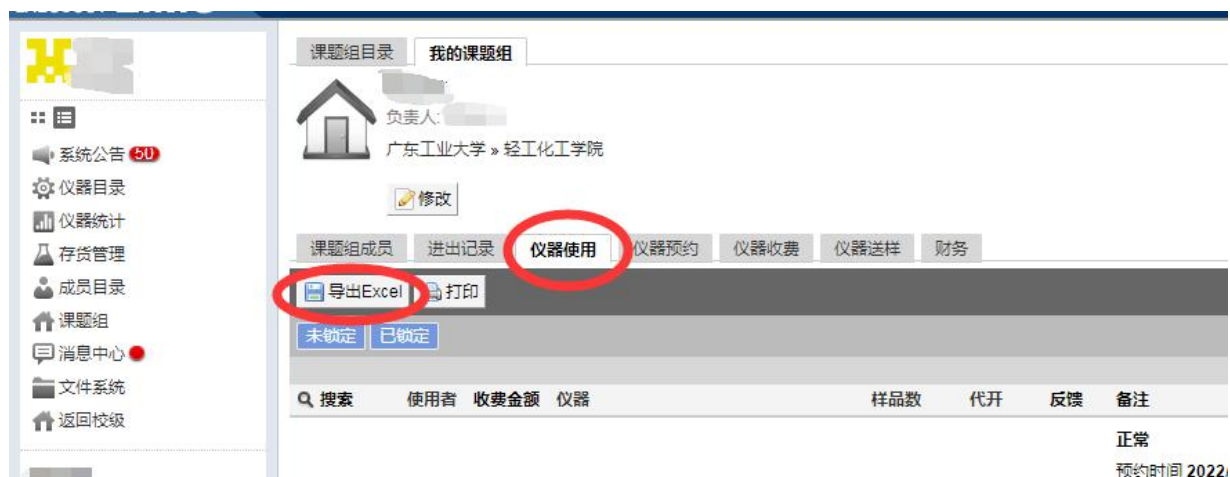 课题组目录 我的课题组
负责人:
广东工业大学 » 轻工化工学院
修改
系统公告 50
仪器目录
仪器统计
存货管理
成员目录
课题组
消息中心
文件系统
返回校级
课题组成员 进出记录 仪器使用 仪器预约 仪器收费 仪器送样 财务
导出Excel 打印
未锁定 已锁定
搜索 使用者 收费金额 仪器 样品数 代开 反馈 备注
正常
预约时间 2022/